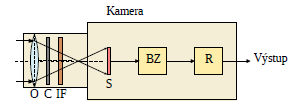 Kamera
BZ
R
Výstup
O C IF
S